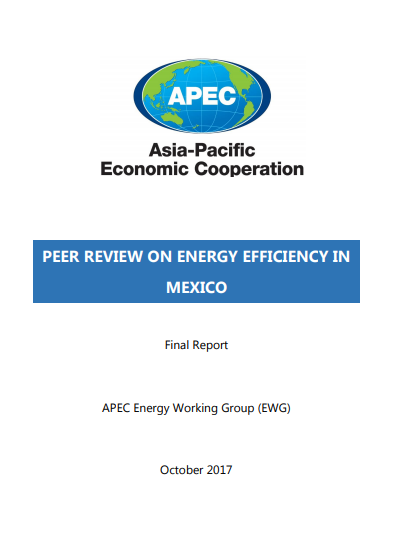 APEC
Asia-Pacific
Economic Cooperation
PEER REVIEW ON ENERGY EFFICIENCY IN
MEXICO
Final Report
APEC Energy Working Group (EWG)
October 2017